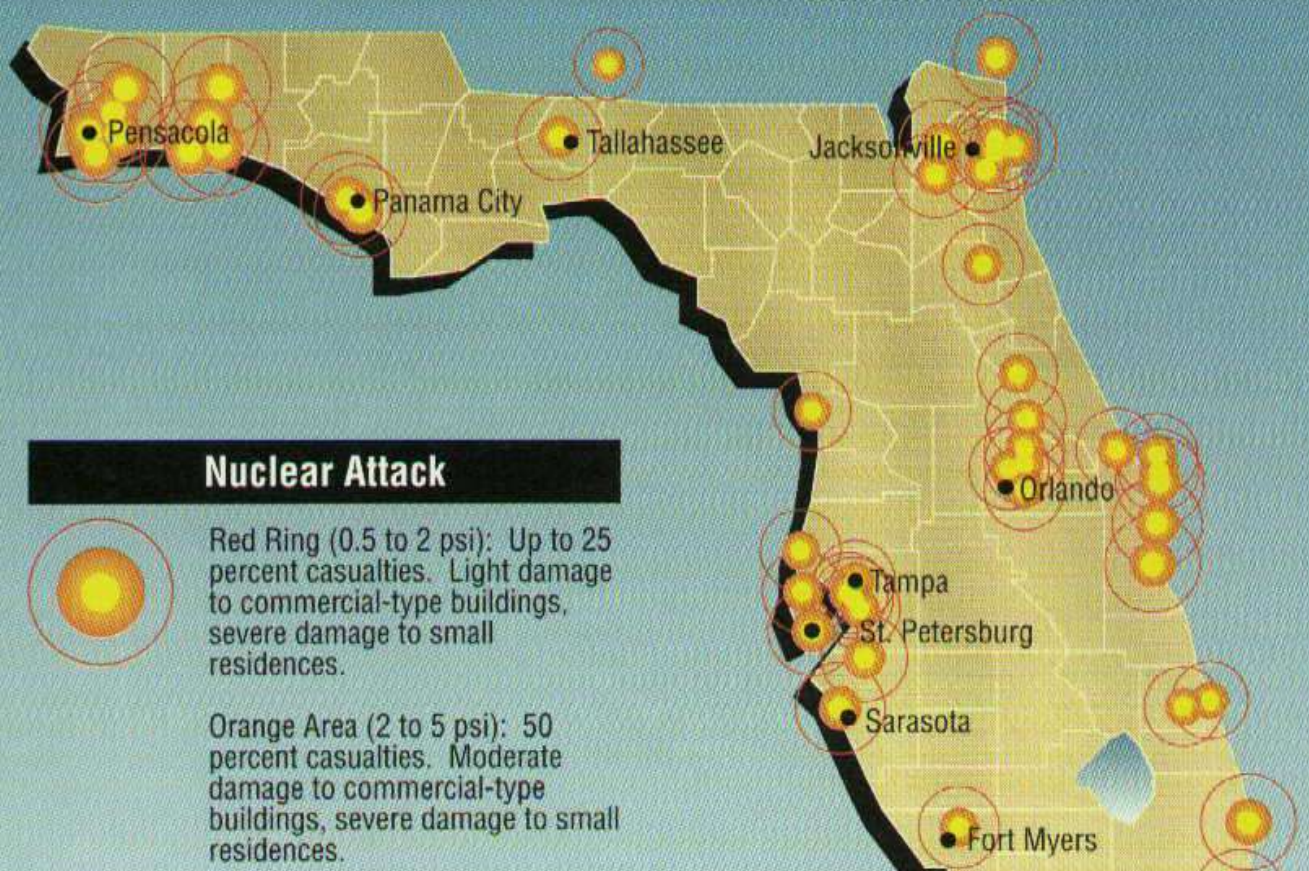 Pensacola
Tallahassee
Jacksonville
Panama City
Nuclear Attack
Orlando
Red Ring (0.5 to 2 psi): Up to 25
percent casualties. Light damage
to commercial-type buildings,
severe damage to small
residences.
Tampa
St. Petersburg
Sarasota
Orange Area (2 to 5 psi): 50
percent casualties. Moderate
damage to commercial-type
buildings, severe damage to small
residences.
Fort Myers